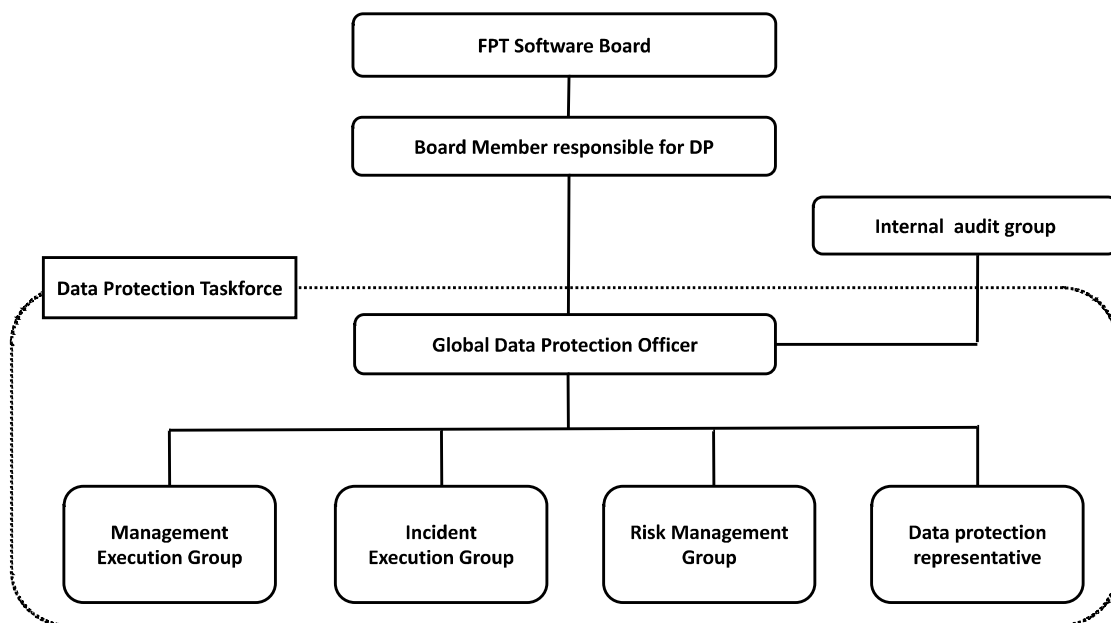 FPT Software Board
Board Member responsible for DP
Internal audit group
Data Protection Taskforce
Global Data Protection Officer
Management
Execution Group
Incident
Execution Group
Risk Management
Group
Data protection
representative